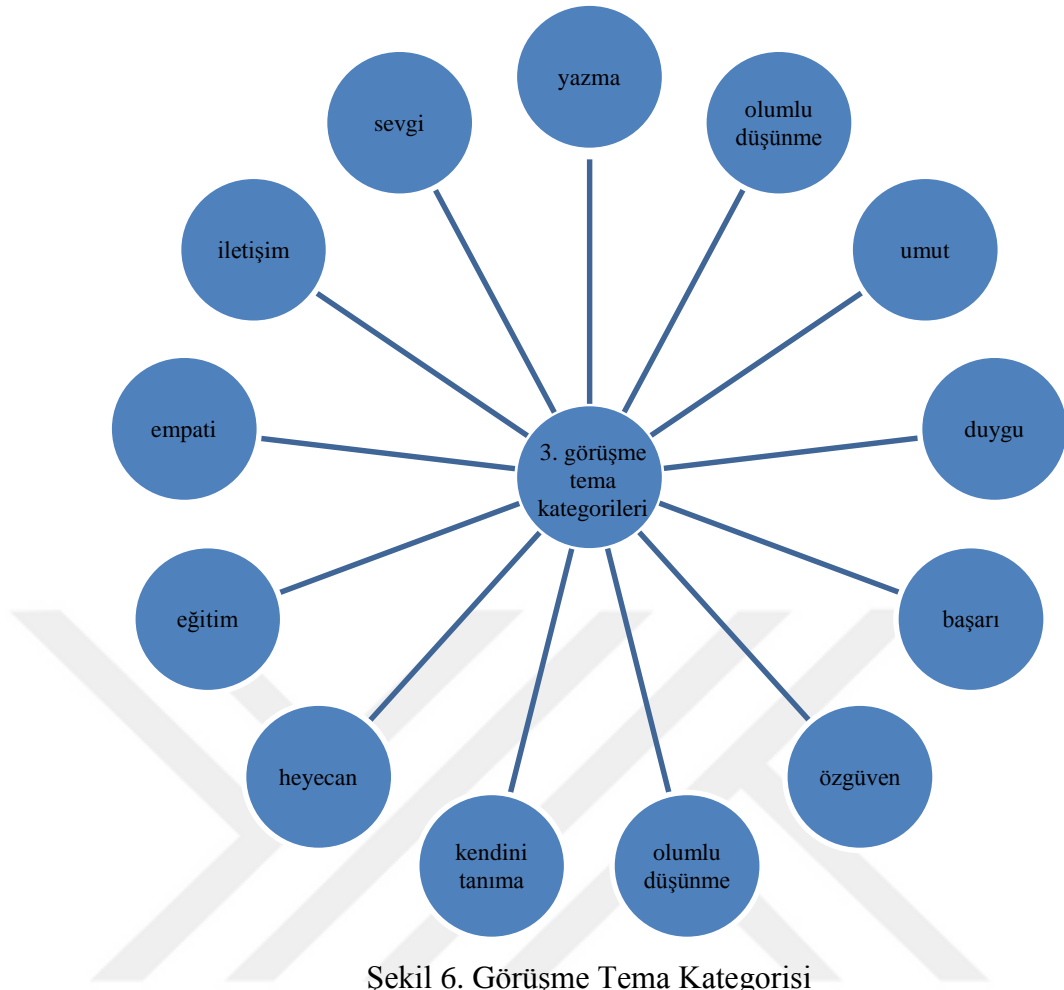 yazma
olumlu
düşünme
umut
duygu
başarı
özgüven
olumlu
düşünme
kendini
tanıma
heyecan
eğitim
empati
iletişim
sevgi
3. görüşme
tema
kategorileri
Şekil 6. Görüşme Tema Kategorisi